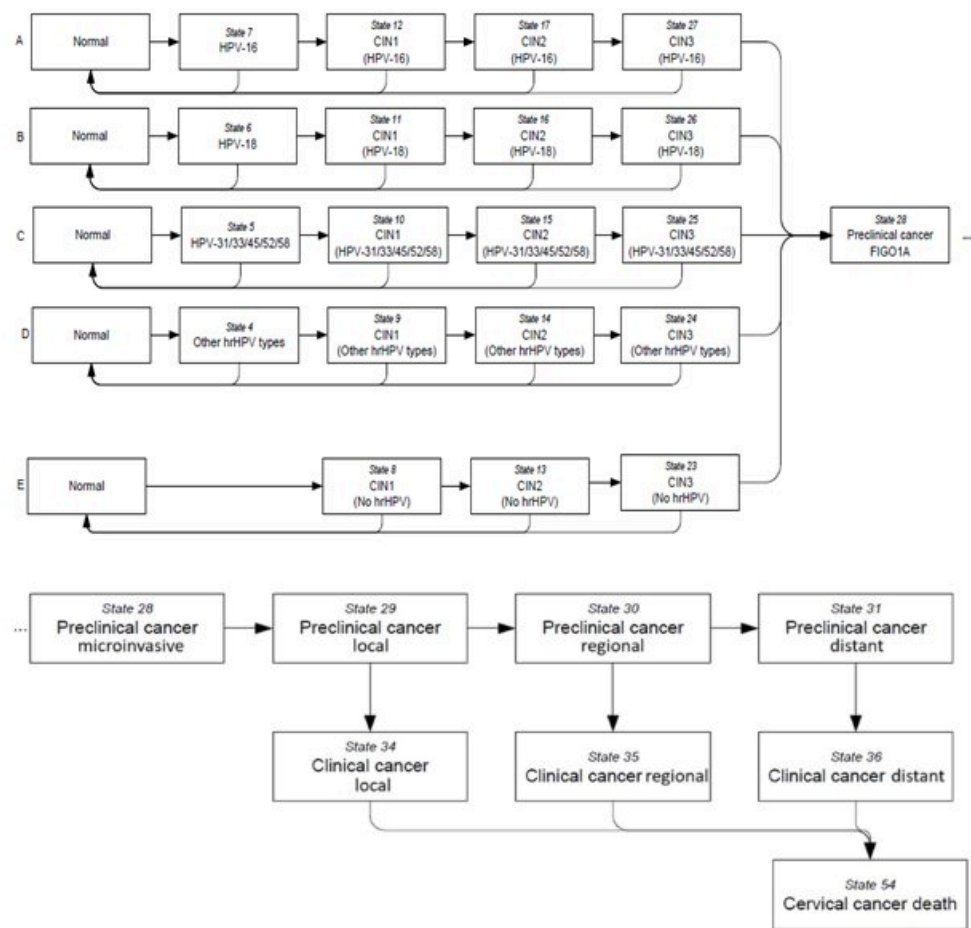 A
Normal
State 7
HPV-16
State 12
CIN1
(HPV-16)
State 17
CIN2
(HPV-16)
State 27
CIN3
(HPV-16)
B
Normal
State 6
HPV-18
State 11
CIN1
(HPV-18)
State 16
CIN2
(HPV-18)
State 26
CIN3
(HPV-18)
C
Normal
State 5
HPV-31/33/45/52/58
State 10
CIN1
(HPV-31/33/45/52/58)
State 15
CIN2
(HPV-31/33/45/52/58)
State 25
CIN3
(HPV-31/33/45/52/58)
State 28
Preclinical cancer
FIGO1A
...
D
Normal
State 4
Other hrHPV types
State 9
CIN1
(Other hrHPV types)
State 14
CIN2
(Other hrHPV types)
State 24
CIN3
(Other hrHPV types)
E
Normal
State 8
CIN1
(No hrHPV)
State 13
CIN2
(No hrHPV)
State 23
CIN3
(No hrHPV)
...
State 28
Preclinical cancer
microinvasive
State 29
Preclinical cancer
local
State 30
Preclinical cancer
regional
State 31
Preclinical cancer
distant
State 34
Clinical cancer
local
State 35
Clinical cancer regional
State 36
Clinical cancer distant
State 54
Cervical cancer death